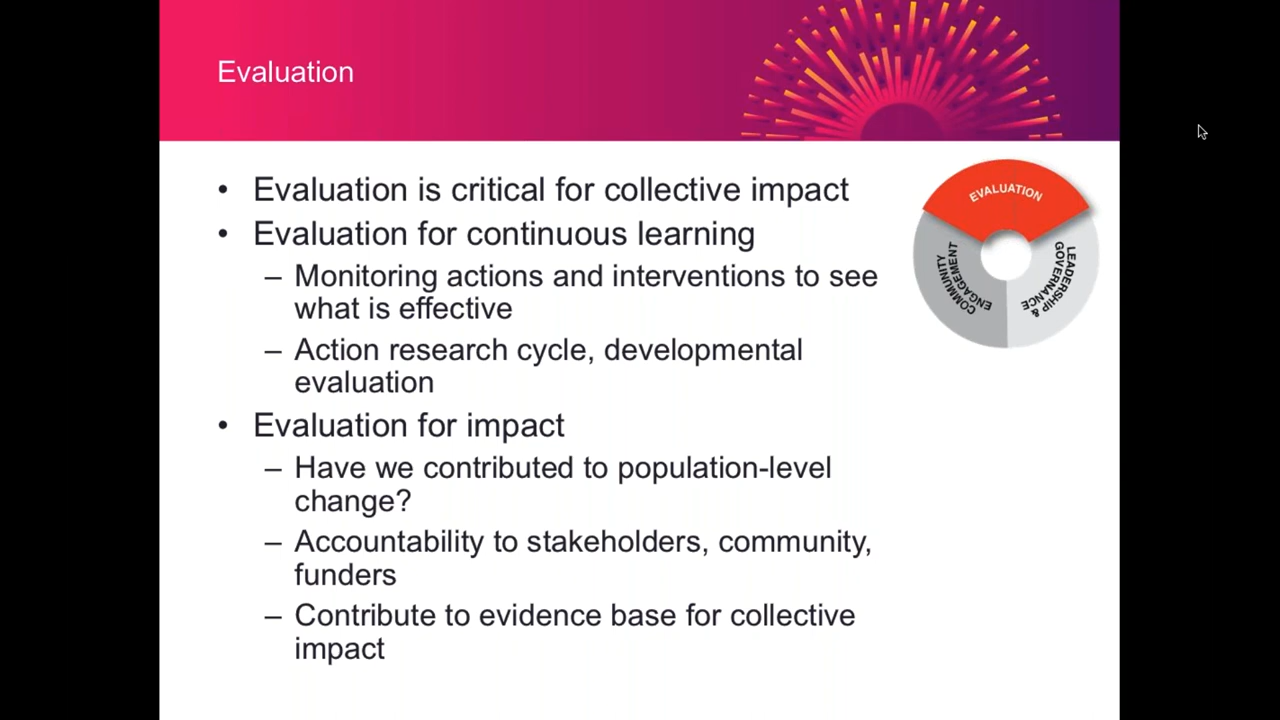 Evaluation
• Evaluation is critical for collective impact
• Evaluation for continuous learning
– Monitoring actions and interventions to see
what is effective
– Action research cycle, developmental
evaluation
• Evaluation for impact
– Have we contributed to population-level
change?
– Accountability to stakeholders, community,
funders
– Contribute to evidence base for collective
impact
EVALUATION
COMMUNITY
ENGAGEMENT
LEADERSHIP &
GOVERNANCE